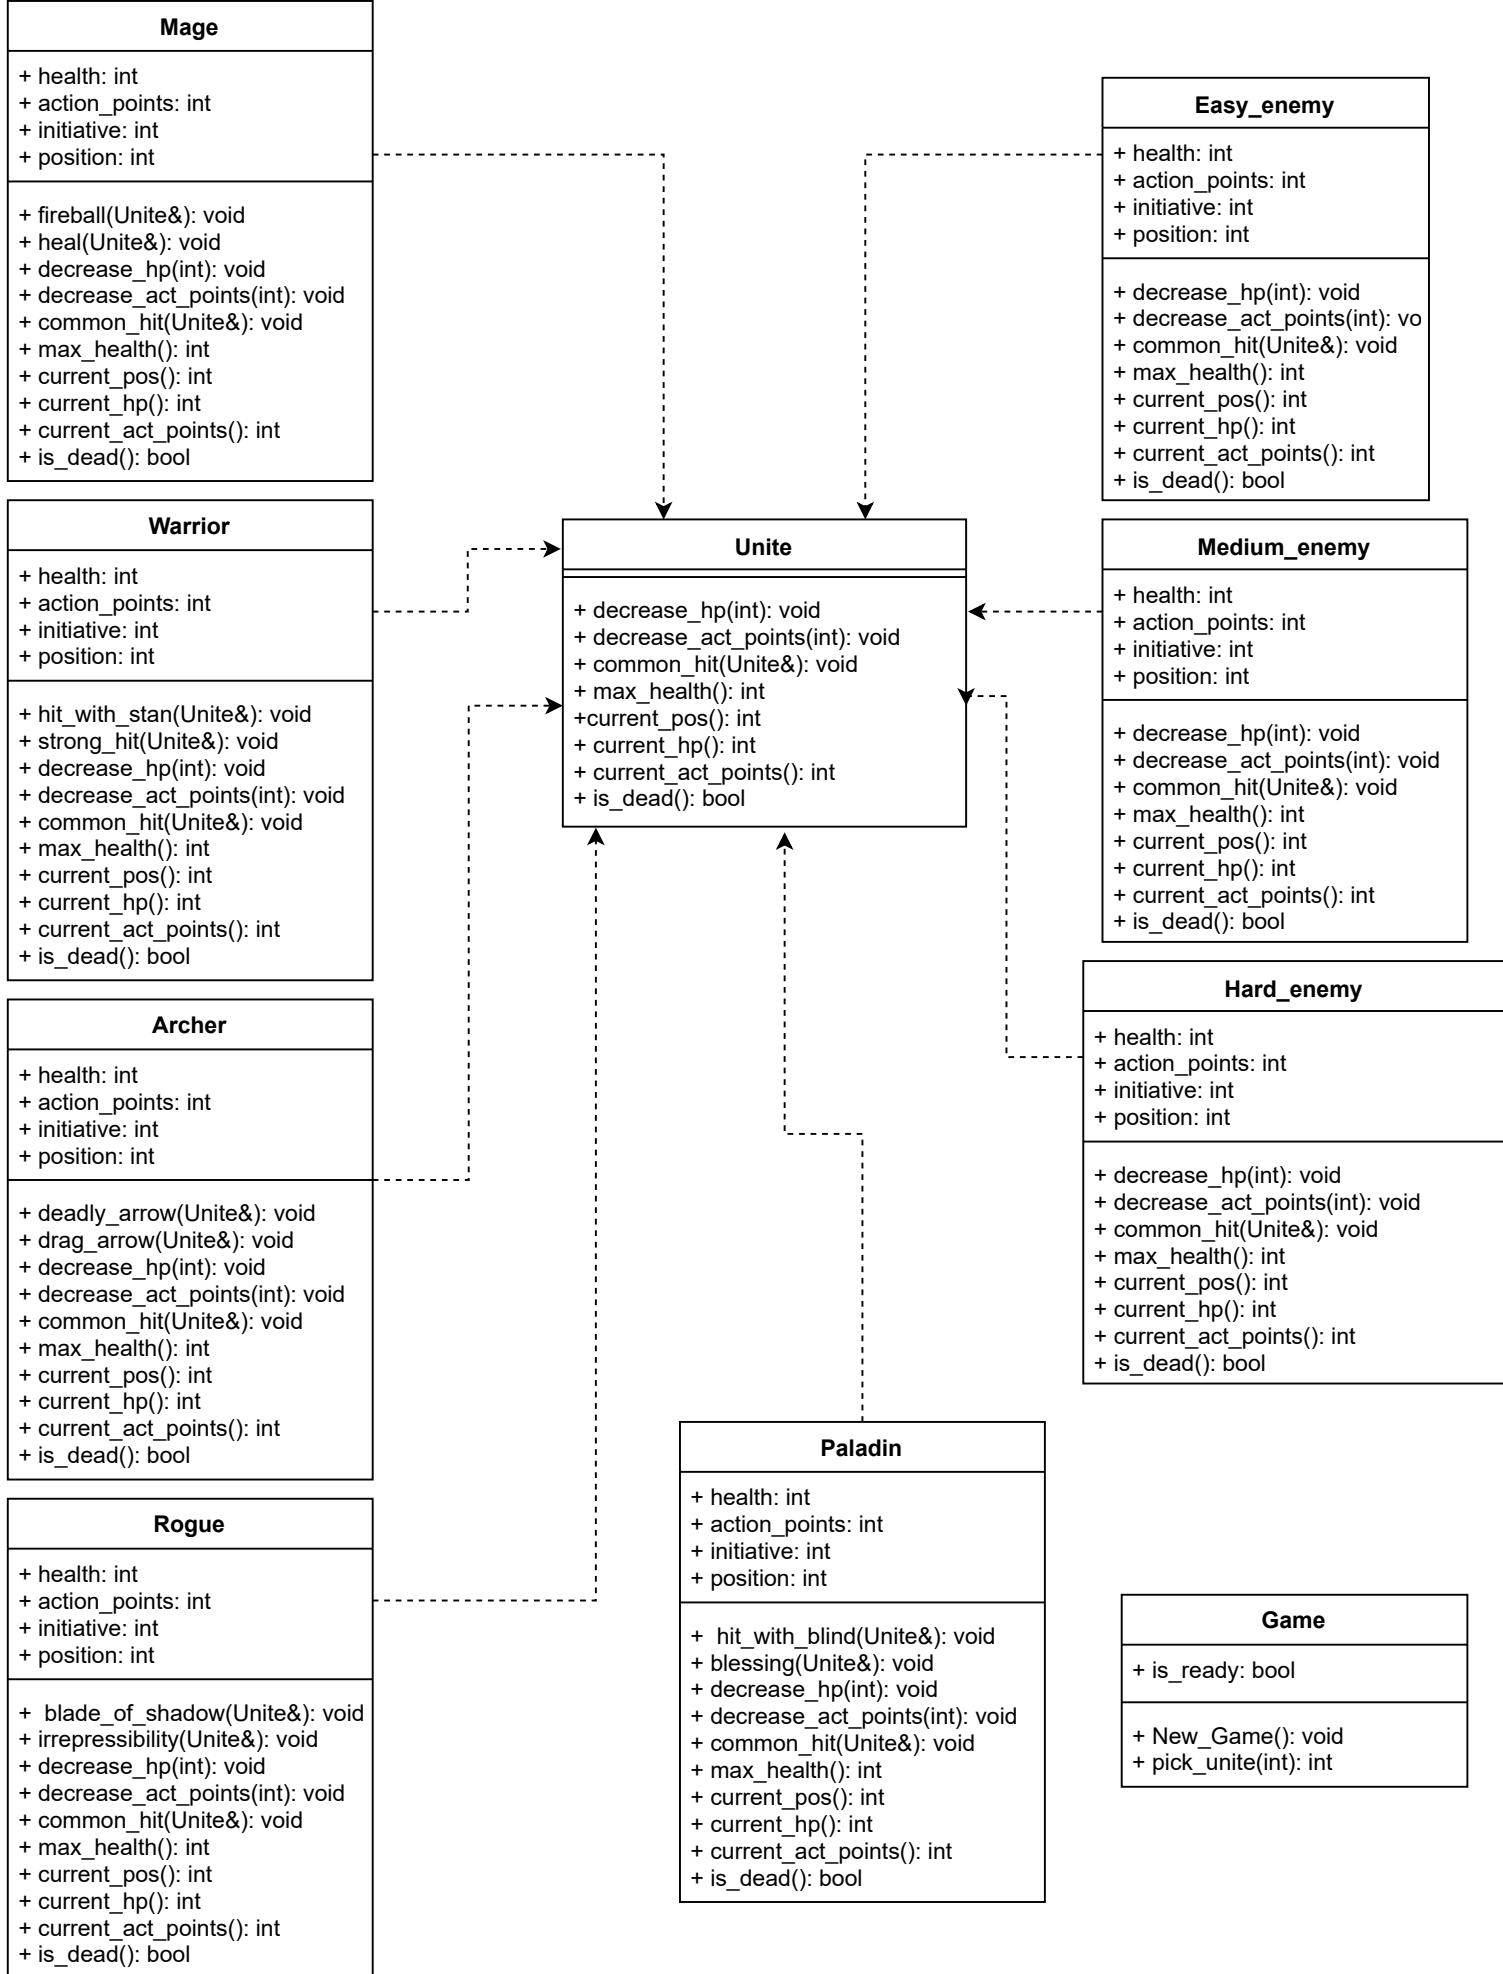 Mage
+ health: int
+ action_points: int
+ initiative: int
+ position: int
+ fireball(Unite&): void
+ heal(Unite&): void
+ decrease_hp(int): void
+ decrease_act_points(int): void
+ common_hit(Unite&): void
+ max_health(): int
+ current_pos(): int
+ current_hp(): int
+ current_act_points(): int
+ is_dead(): bool
Warrior
+ health: int
+ action_points: int
+ initiative: int
+ position: int
+ hit_with_stan(Unite&): void
+ strong_hit(Unite&): void
+ decrease_hp(int): void
+ decrease_act_points(int): void
+ common_hit(Unite&): void
+ max_health(): int
+ current_pos(): int
+ current_hp(): int
+ current_act_points(): int
+ is_dead(): bool
Archer
+ health: int
+ action_points: int
+ initiative: int
+ position: int
+ deadly_arrow(Unite&): void
+ drag_arrow(Unite&): void
+ decrease_hp(int): void
+ decrease_act_points(int): void
+ common_hit(Unite&): void
+ max_health(): int
+ current_pos(): int
+ current_hp(): int
+ current_act_points(): int
+ is_dead(): bool
Rogue
+ health: int
+ action_points: int
+ initiative: int
+ position: int
+ blade_of_shadow(Unite&): void
+ irrepressibility(Unite&): void
+ decrease_hp(int): void
+ decrease_act_points(int): void
+ common_hit(Unite&): void
+ max_health(): int
+ current_pos(): int
+ current_hp(): int
+ current_act_points(): int
+ is_dead(): bool
Unite
+ decrease_hp(int): void
+ decrease_act_points(int): void
+ common_hit(Unite&): void
+ max_health(): int
+current_pos(): int
+ current_hp(): int
+ current_act_points(): int
+ is_dead(): bool
Paladin
+ health: int
+ action_points: int
+ initiative: int
+ position: int
+ hit_with_blind(Unite&): void
+ blessing(Unite&): void
+ decrease_hp(int): void
+ decrease_act_points(int): void
+ common_hit(Unite&): void
+ max_health(): int
+ current_pos(): int
+ current_hp(): int
+ current_act_points(): int
+ is_dead(): bool
Easy_enemy
+ health: int
+ action_points: int
+ initiative: int
+ position: int
+ decrease_hp(int): void
+ decrease_act_points(int): vo
+ common_hit(Unite&): void
+ max_health(): int
+ current_pos(): int
+ current_hp(): int
+ current_act_points(): int
+ is_dead(): bool
Medium_enemy
+ health: int
+ action_points: int
+ initiative: int
+ position: int
+ decrease_hp(int): void
+ decrease_act_points(int): void
+ common_hit(Unite&): void
+ max_health(): int
+ current_pos(): int
+ current_hp(): int
+ current_act_points(): int
+ is_dead(): bool
Hard_enemy
+ health: int
+ action_points: int
+ initiative: int
+ position: int
+ decrease_hp(int): void
+ decrease_act_points(int): void
+ common_hit(Unite&): void
+ max_health(): int
+ current_pos(): int
+ current_hp(): int
+ current_act_points(): int
+ is_dead(): bool
Game
+ is_ready: bool
+ New_Game(): void
+ pick_unite(int): int